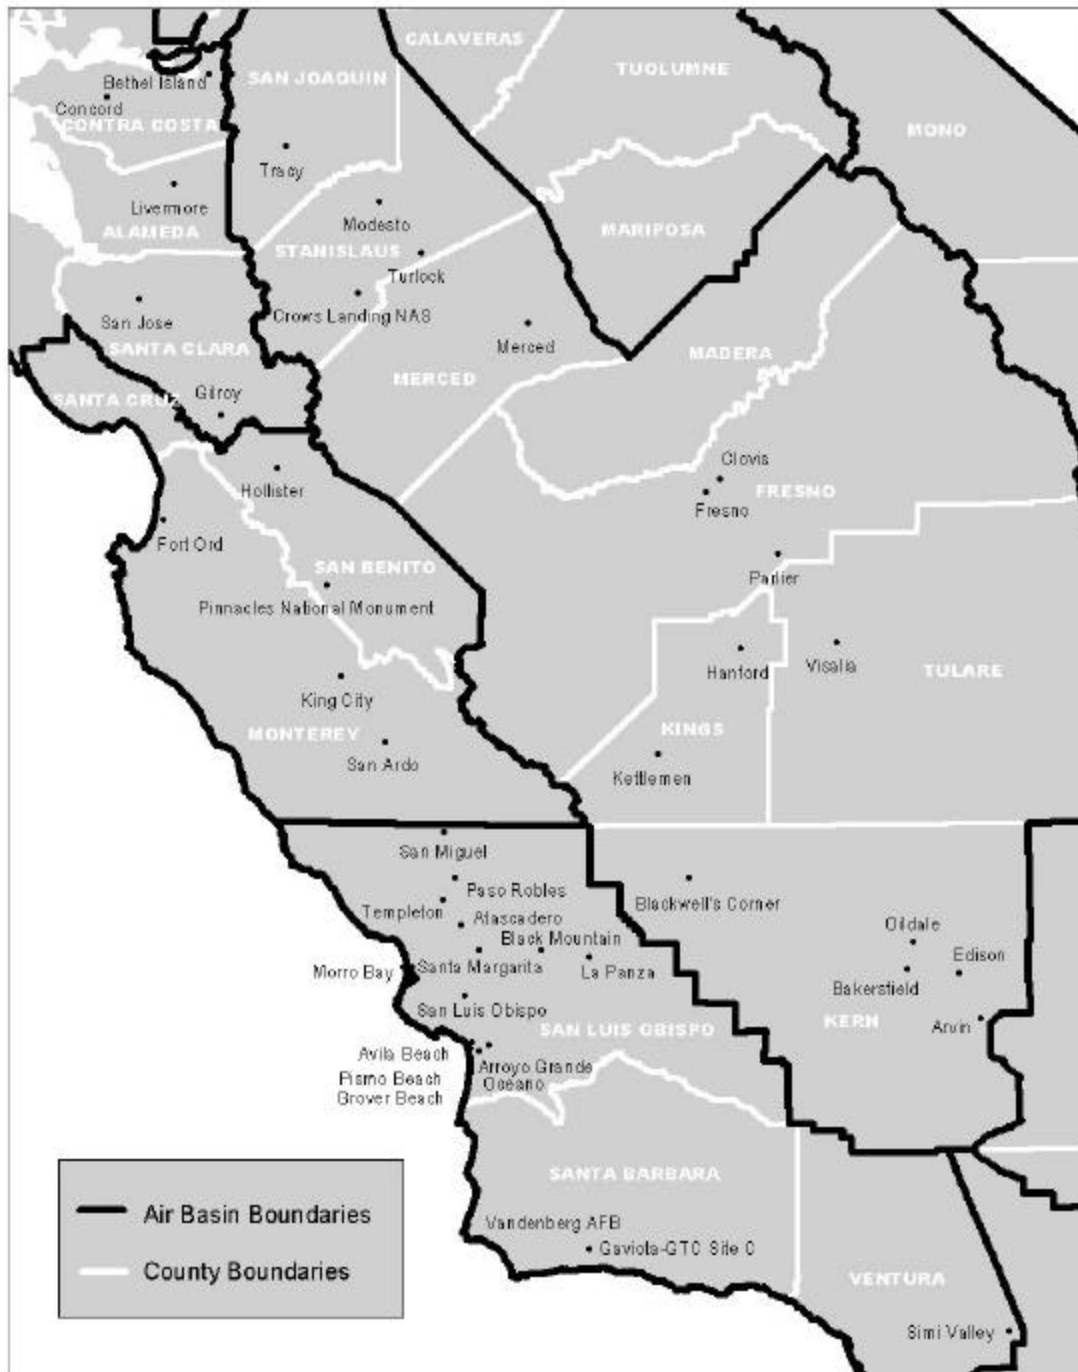 CALAVERAS
TUOLUMNE
SAN JOAQUIN
Bethel Island
Concord
CONTRA COSTA
MONO
Tracy
Livermore
Modesto
ALAMEDA
STANISLAUS
MARIPOSA
Turlock
San Jose
Crows Landing NAS
Merced
SANTA CLARA
MADERA
MERCED
Gilroy
SANTA CRUZ
Clovis
Hollister
FRESNO
Fresno
Fort Ord
SAN BENITO
Parlier
Pinnacles National Monument
Hanford
Visalia
TULARE
King City
MONTEREY
KINGS
San Ardo
Kettlemen
San Miguel
Paso Robles
Blackwell's Corner
Templeton
Atascadero
Oildale
Black Mountain
Edison
Morro Bay
Santa Margarita
La Panza
Bakersfield
San Luis Obispo
SAN LUIS OBISPO
KERN
Arvin
Avila Beach
Arroyo Grande
Pismo Beach
Oceano
Grover Beach
SANTA BARBARA
Air Basin Boundaries
Vandenberg AFB
Gaviota-GTC Site C
County Boundaries
VENTURA
Simi Valley